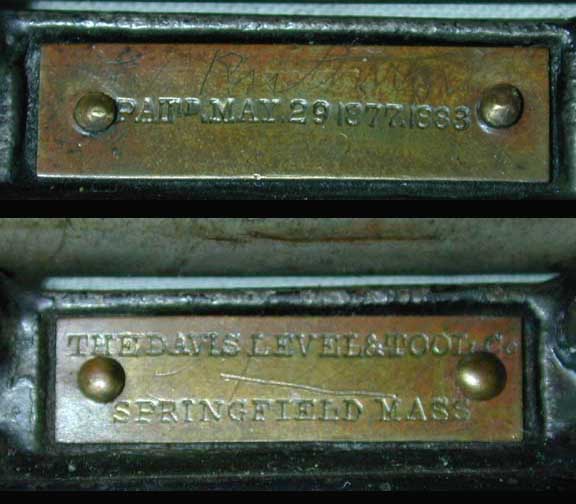 PAT'D. MAY. 29 1877. 1883
THE DAVIS LEVEL & TOOL Co
SPRINGFIELD MASS